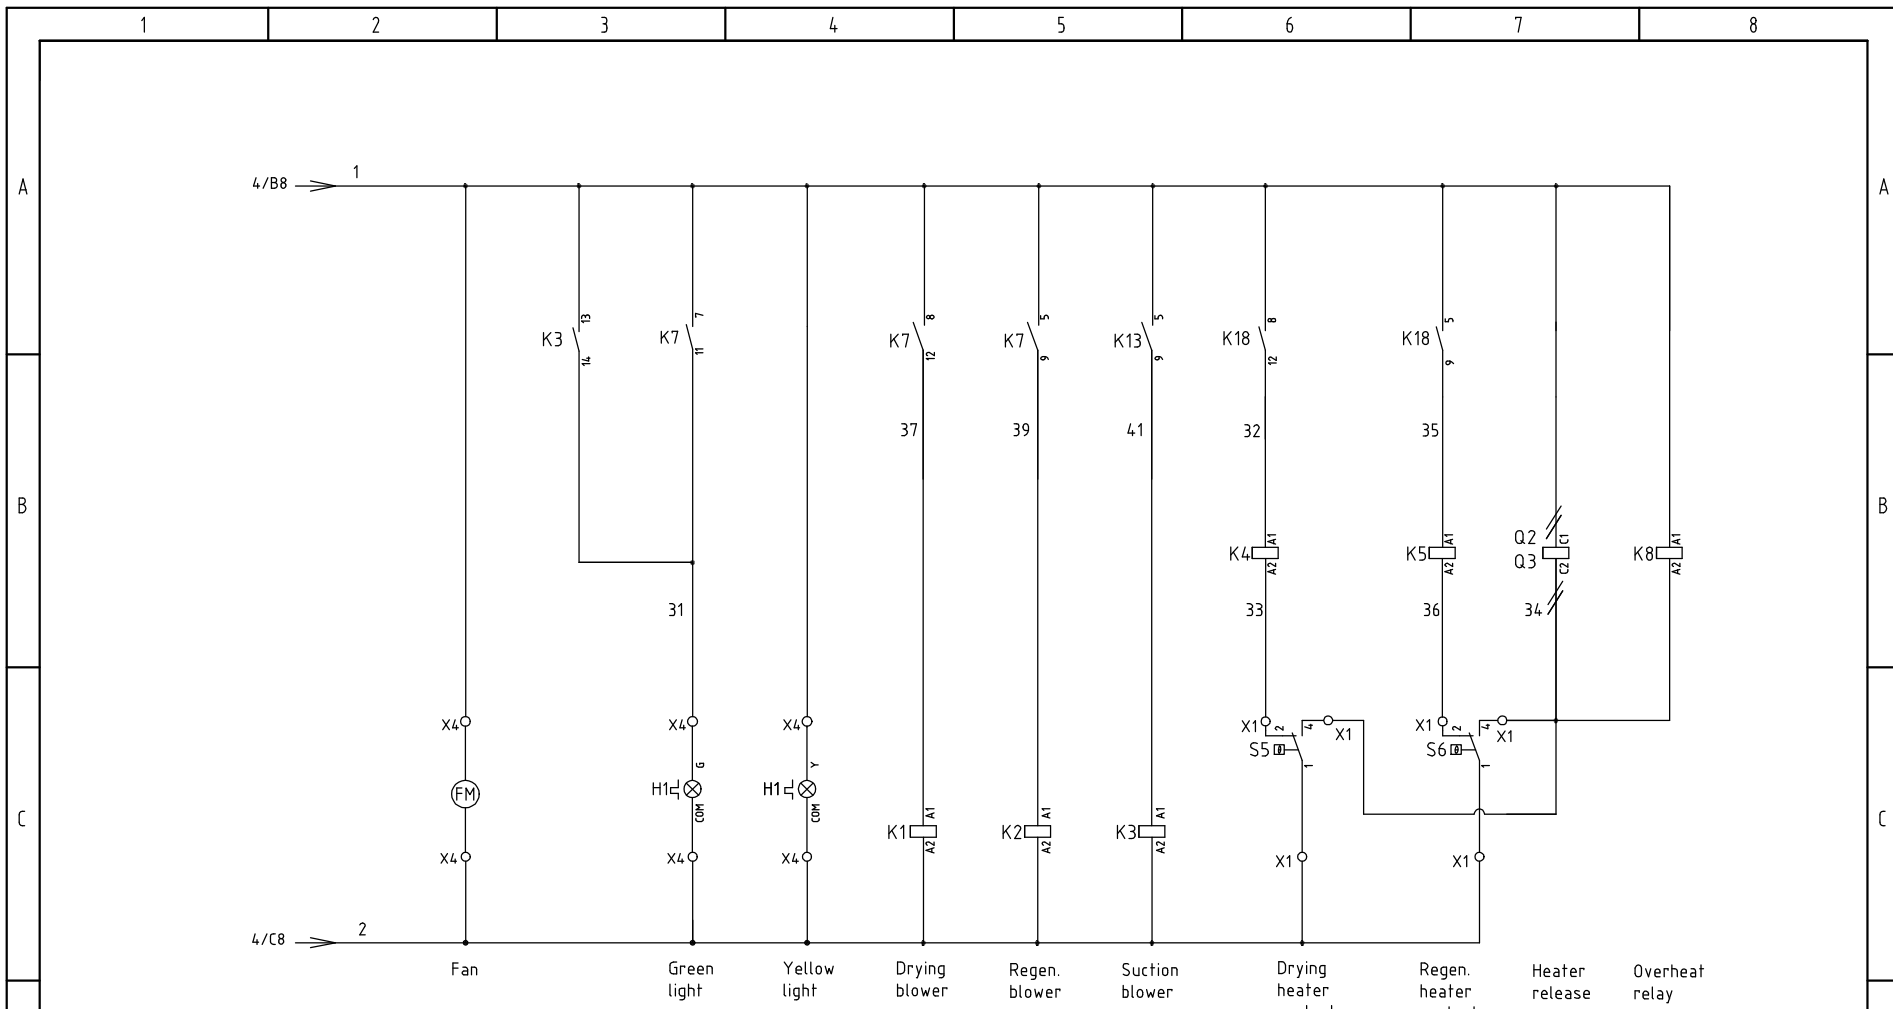 1 2 3 4 5 6 7 8
A A
4/B8 1
K3 13 14
K7 7 11
K7 8 12
K7 5 9
K13 5 9
K18 8 12
K18 5 9
37 39 41 32 35
B B
K4 A1 A2
K5 A1 A2
Q2 C1
Q3 C2
K8 A1 A2
31 33 36 34
X4 X4 X4 X1 2 4 X1 X1 2 4 X1
S5 1 S6 1
FM
H1 G COM
H1 Y COM
C C
K1 A1 A2
K2 A1 A2
K3 A1 A2
X4 X4 X4 X1 X1
4/C8 2
Fan
Green
light
Yellow
light
Drying
blower
Regen.
blower
Suction
blower
Drying
heater
Regen.
heater
Heater
release
Overheat
relay